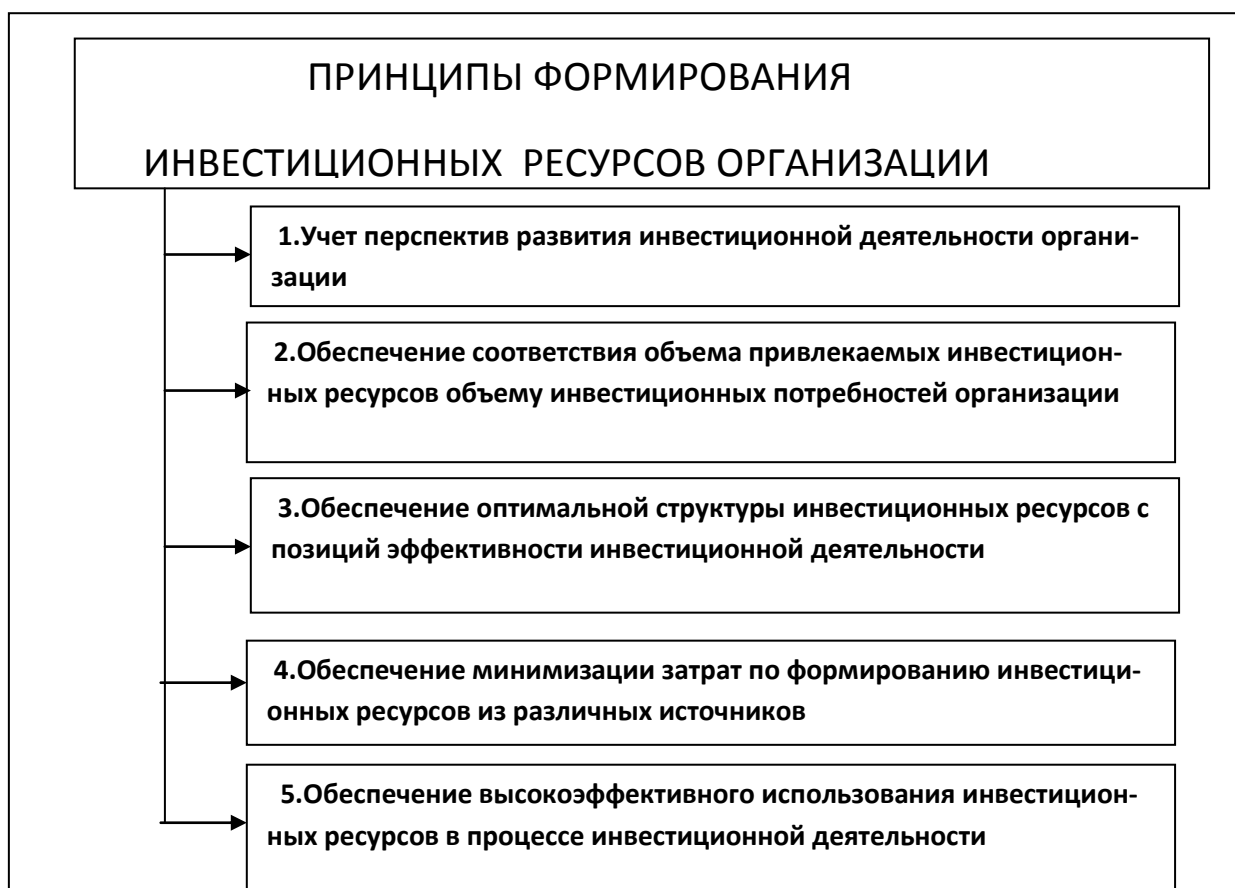 ПРИНЦИПЫ ФОРМИРОВАНИЯ
ИНВЕСТИЦИОННЫХ РЕСУРСОВ ОРГАНИЗАЦИИ
1.Учет перспектив развития инвестиционной деятельности органи-
зации
2.Обеспечение соответствия объема привлекаемых инвестицион-
ных ресурсов объему инвестиционных потребностей организации
3.Обеспечение оптимальной структуры инвестиционных ресурсов с
позиций эффективности инвестиционной деятельности
4.Обеспечение минимизации затрат по формированию инвестици-
онных ресурсов из различных источников
5.Обеспечение высокоэффективного использования инвестицион-
ных ресурсов в процессе инвестиционной деятельности